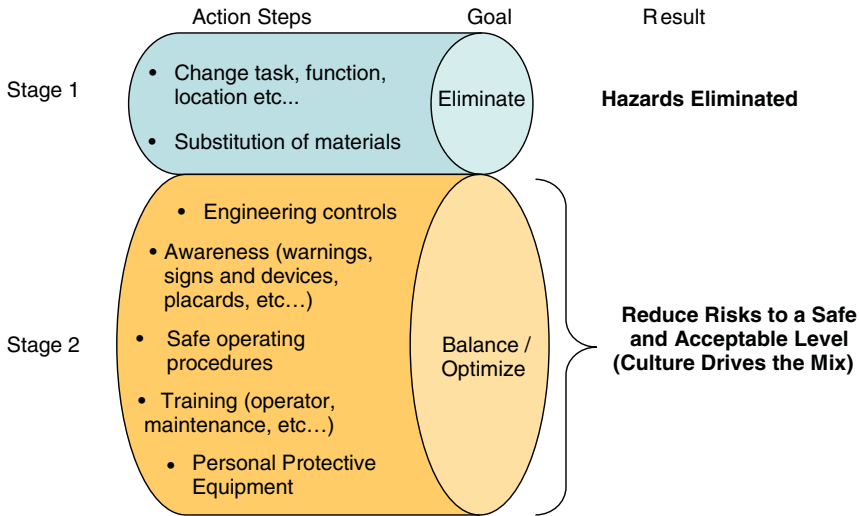 Action Steps Goal Result
Stage 1
• Change task, function,
location etc...
• Substitution of materials
Eliminate
Hazards Eliminated
Stage 2
• Engineering controls
• Awareness (warnings,
signs and devices,
placards, etc…)
• Safe operating
procedures
• Training (operator,
maintenance, etc…)
• Personal Protective
Equipment
Balance /
Optimize
Reduce Risks to a Safe
and Acceptable Level
(Culture Drives the Mix)